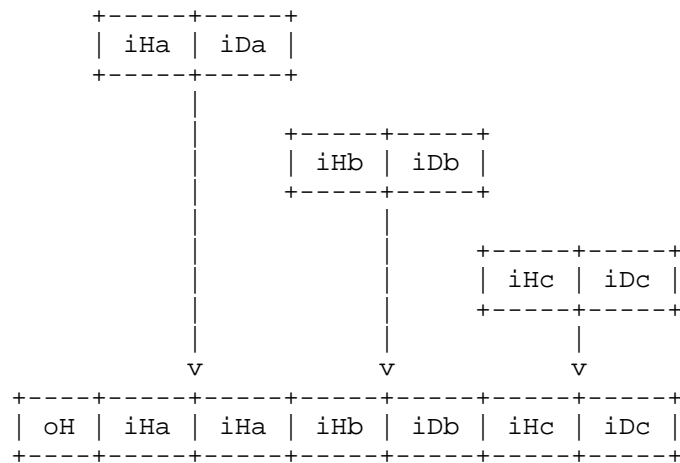 iHa iDa
iHb iDb
iHc iDc
v v v
oH iHa iHa iHb iDb iHc iDc